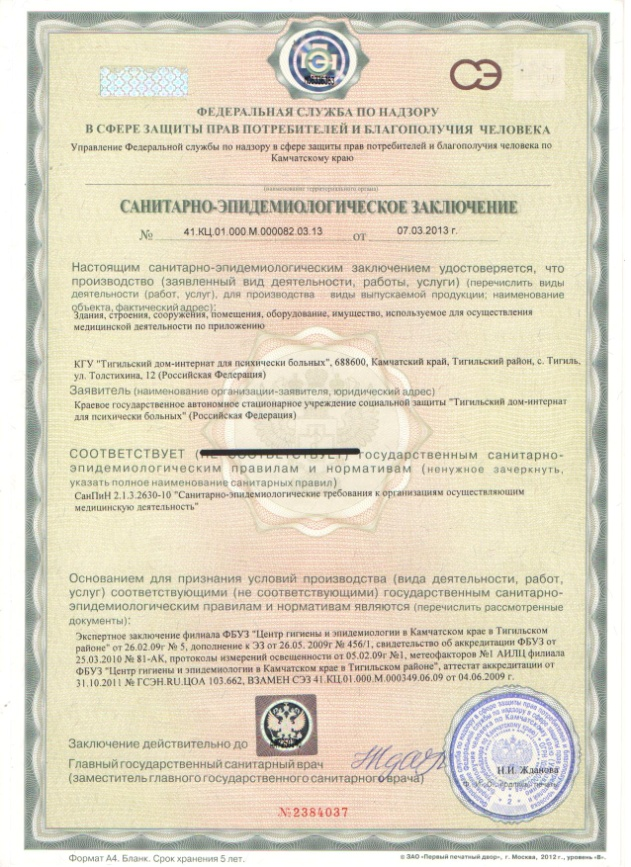 СЭ
ФЕДЕРАЛЬНАЯ СЛУЖБА ПО НАДЗОРУ
В СФЕРЕ ЗАЩИТЫ ПРАВ ПОТРЕБИТЕЛЕЙ И БЛАГОПОЛУЧИЯ ЧЕЛОВЕКА
Управление Федеральной службы по надзору в сфере защиты прав потребителей и благополучия человека по
Камчатскому краю
(наименование территориального органа)
САНИТАРНО-ЭПИДЕМИОЛОГИЧЕСКОЕ ЗАКЛЮЧЕНИЕ
№ 41.КЦ.01.000.М.000082.03.13 от 07.03.2013 г.
Настоящим санитарно-эпидемиологическим заключением удостоверяется, что
производство (заявленный вид деятельности, работы, услуги) (перечислить виды
деятельности (работ, услуг), для производства виды выпускаемой продукции; наименование
объекта, фактический адрес):
Здания, строения, сооружения, помещения, оборудование, имущество, используемое для осуществления
медицинской деятельности по приложению
КГУ "Тигильский дом-интернат для психически больных", 688600, Камчатский край, Тигильский район, с. Тигиль,
ул. Толстихина, 12 (Российская Федерация)
Заявитель (наименование организации-заявителя, юридический адрес)
Краевое государственное автономное стационарное учреждение социальной защиты "Тигильский дом-интернат
для психически больных" (Российская Федерация)
СООТВЕТСТВУЕТ (НЕ СООТВЕТСТВУЕТ) государственным санитарно-
эпидемиологическим правилам и нормативам (ненужное зачеркнуть,
указать полное наименование санитарных правил)
СанПиН 2.1.3.2630-10 "Санитарно-эпидемиологические требования к организациям осуществляющим
медицинскую деятельность"
Основанием для признания условий производства (вида деятельности, работ,
услуг) соответствующими (не соответствующими) государственным санитарно-
эпидемиологическим правилам и нормативам являются (перечислить рассмотренные
документы):
Экспертное заключение филиала ФБУЗ "Центр гигиены и эпидемиологии в Камчатском крае в Тигильском
районе" от 26.02.09г № 5, дополнение к ЭЗ от 26.05. 2009г № 456/1, свидетельство об аккредитации ФБУЗ от
25.03.2010 № 81-АК, протоколы измерений освещенности от 05.02.09г №1, метеофакторов №1 АИЛЦ филиала
ФБУЗ "Центр гигиены и эпидемиологии в Камчатском крае в Тигильском районе", аттестат аккредитации от
31.10.2011 № ГСЭН.RU.ЦОА 103.662, ВЗАМЕН СЭЗ 41.КЦ.01.000.М.000349.06.09 от 04.06.2009 г.
Заключение действительно до
Главный государственный санитарный врач
(заместитель главного государственного санитарного врача)
Н.И. Жданова
№2384037
Формат А4. Бланк. Срок хранения 5 лет.
© ЗАО «Первый печатный двор», г. Москва, 2012 г., уровень «В».